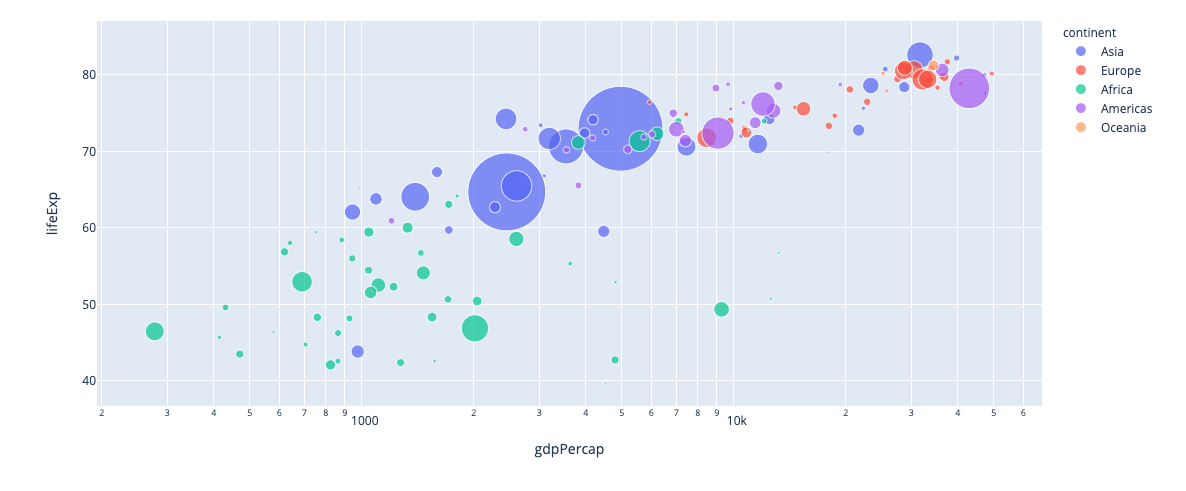 continent
Asia
Europe
Africa
Americas
Oceania
lifeExp
80
70
60
50
40
2 3 4 5 6 7 8 9 1000 2 3 4 5 6 7 8 9 10k 2 3 4 5 6
gdpPercap